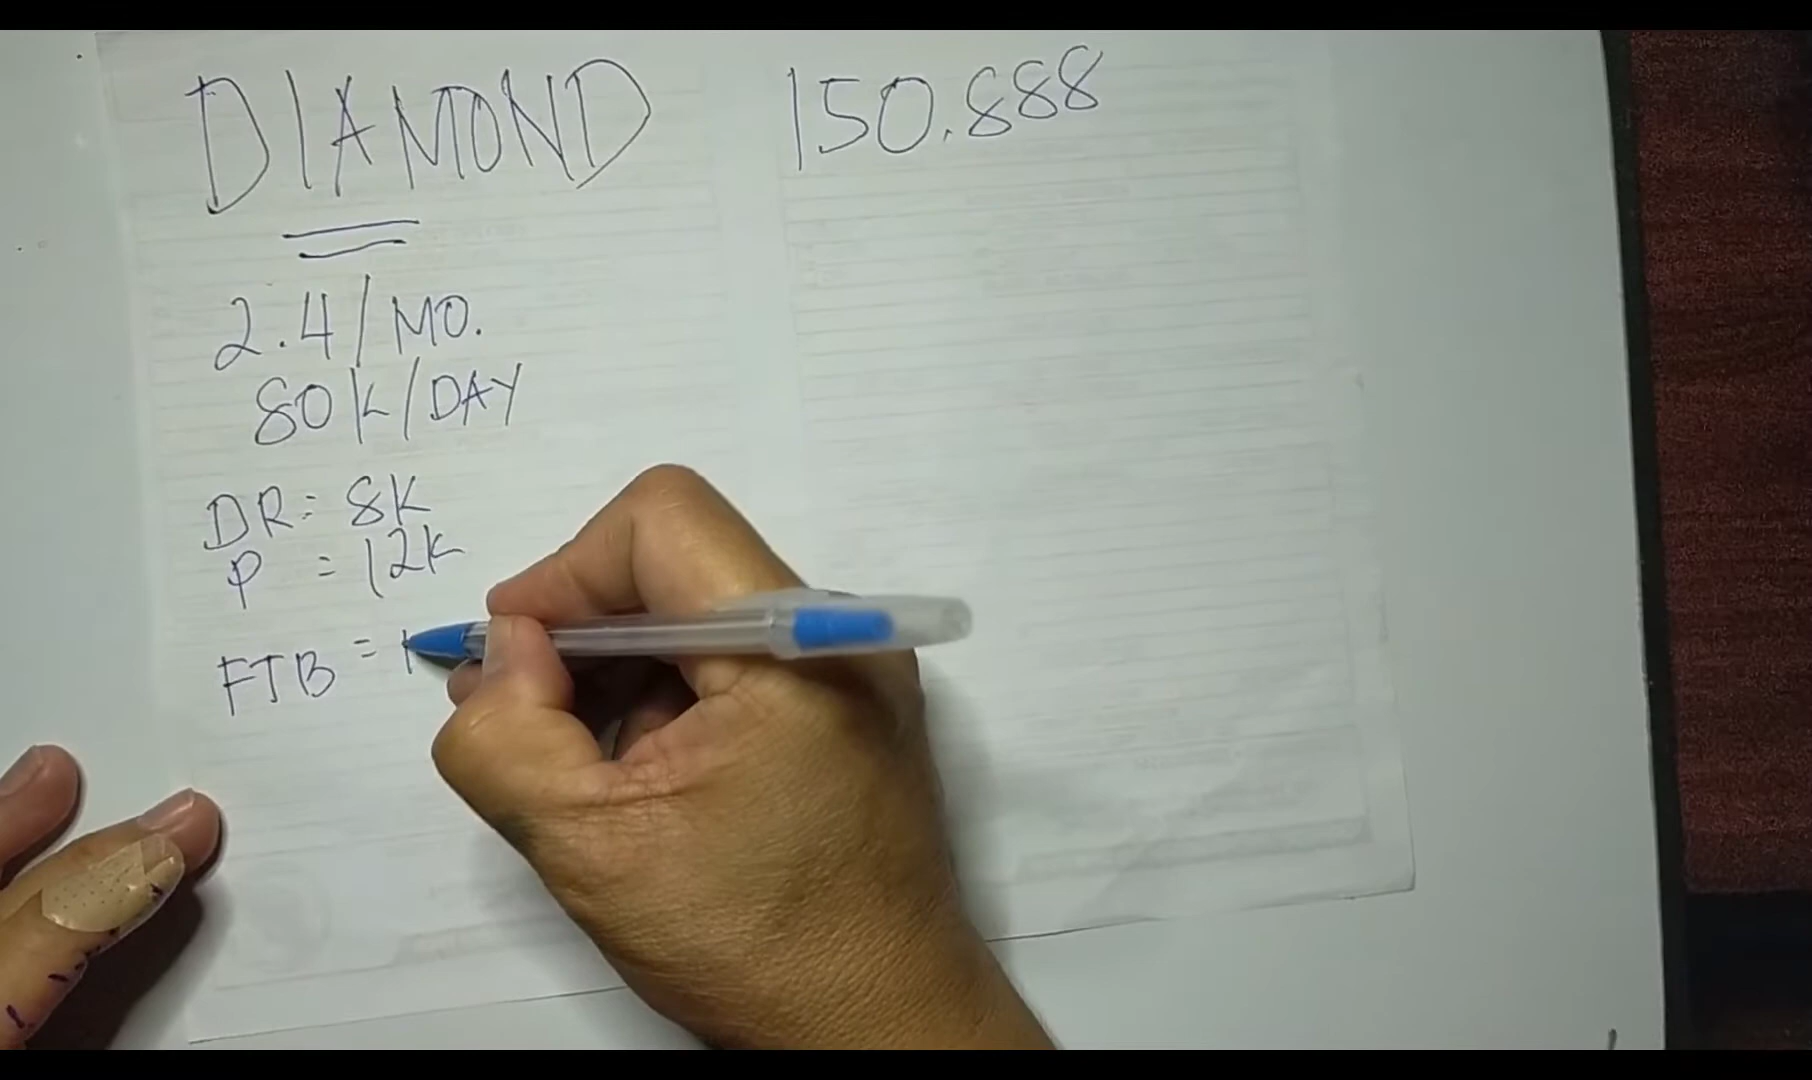 DIAMOND 150.888
2.4/MO.
80K/DAY
DR= 8K
P = 12K
FTB =